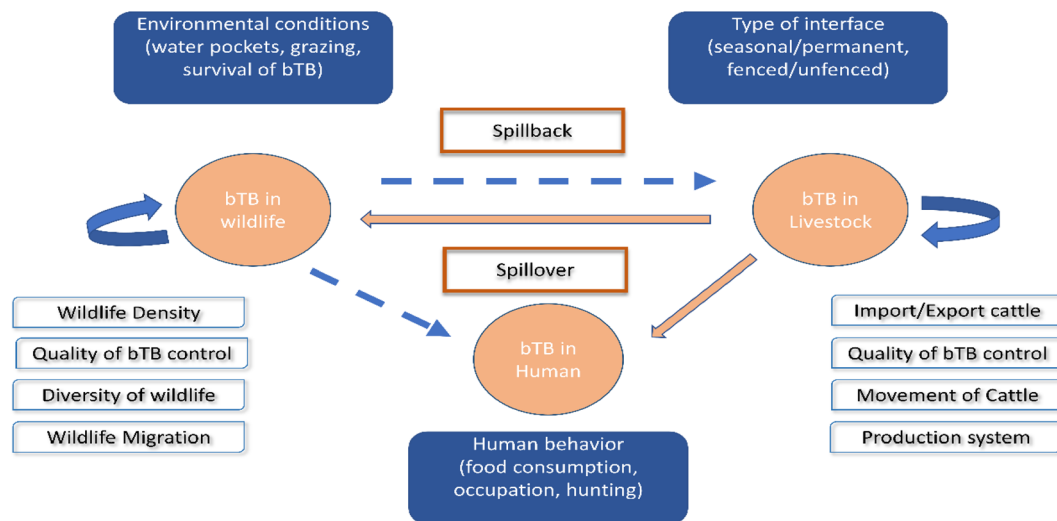 Environmental conditions
(water pockets, grazing,
survival of bTB)
Type of interface
(seasonal/permanent,
fenced/unfenced)
Spillback
bTB in
wildlife
bTB in
Livestock
Spillover
bTB in
Human
Wildlife Density
Quality of bTB control
Diversity of wildlife
Wildlife Migration
Import/Export cattle
Quality of bTB control
Movement of Cattle
Production system
Human behavior
(food consumption,
occupation, hunting)